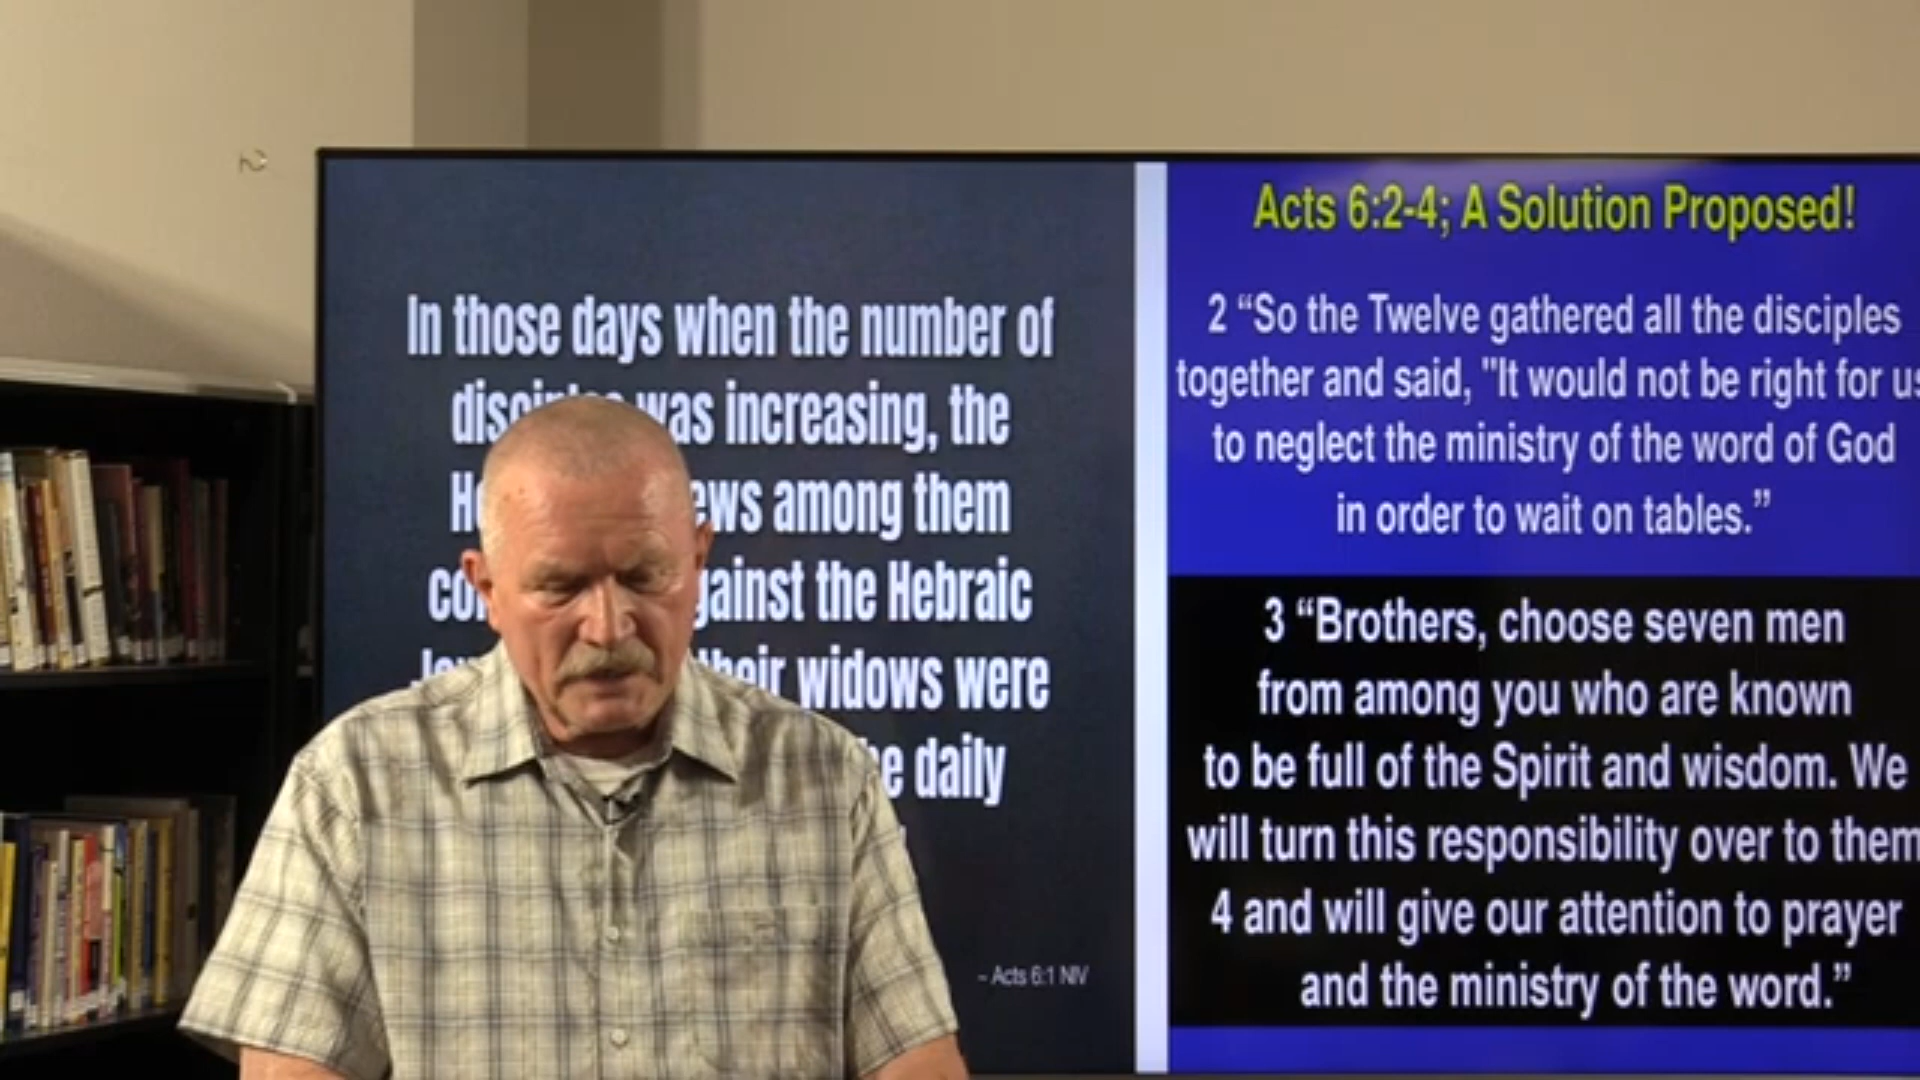 In those days when the number of
was increasing, the
among them
against the Hebraic
their widows were
daily
~ Acts 6:1 NIV
Acts 6:2-4; A Solution Proposed!
2 “So the Twelve gathered all the disciples
together and said, "It would not be right for us
to neglect the ministry of the word of God
in order to wait on tables.”
3 “Brothers, choose seven men
from among you who are known
to be full of the Spirit and wisdom. We
will turn this responsibility over to them
4 and will give our attention to prayer
and the ministry of the word.”